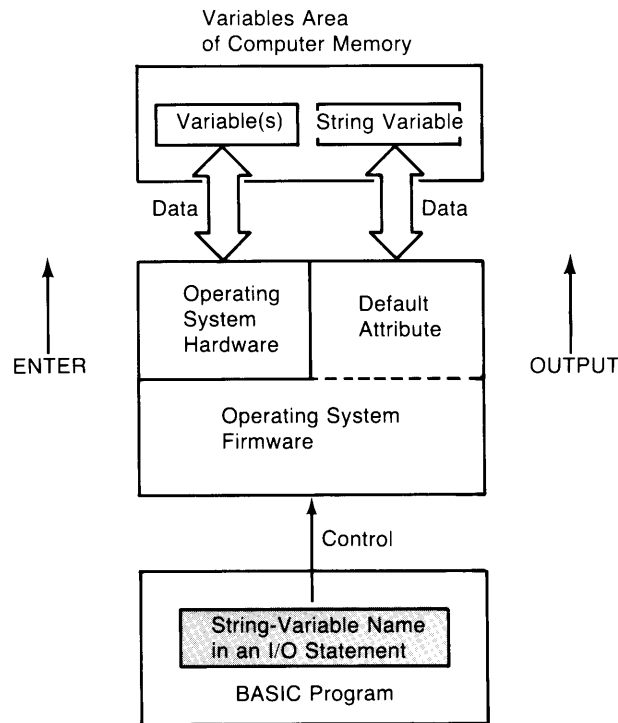 Variables Area
of Computer Memory
Variable(s)
String Variable
Data
Data
Operating
System
Hardware
Default
Attribute
ENTER
OUTPUT
Operating System
Firmware
Control
String-Variable Name
in an I/O Statement
BASIC Program